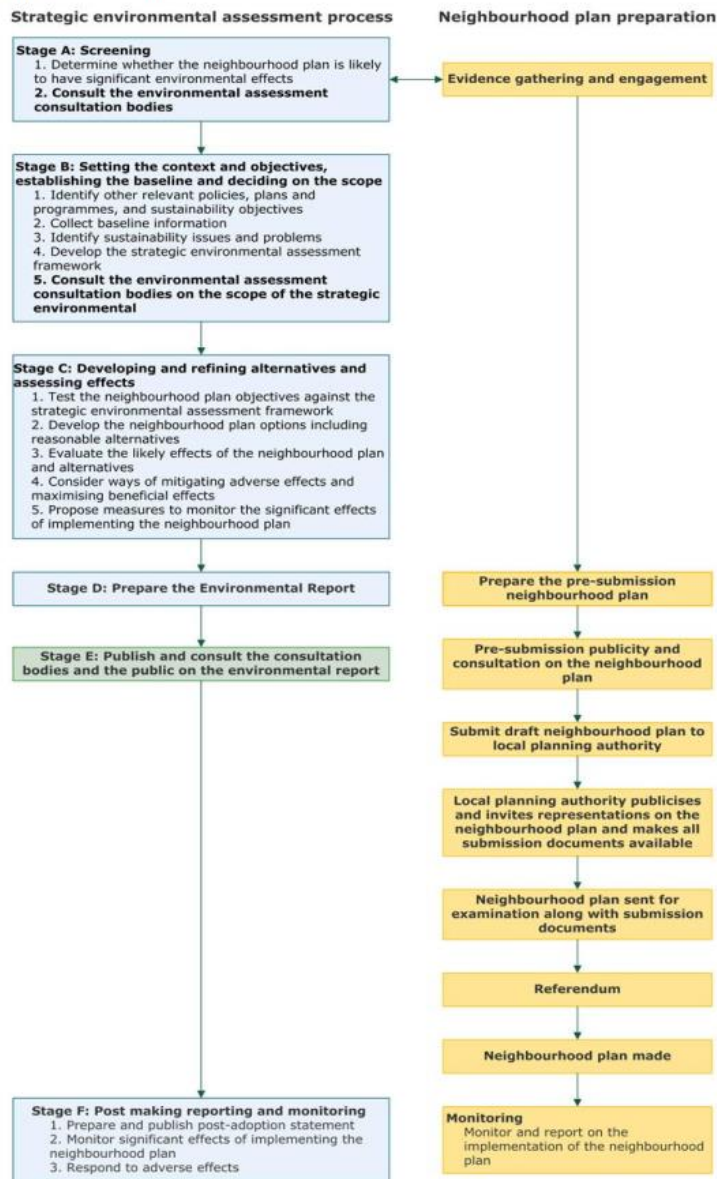 Strategic environmental assessment process
Neighbourhood plan preparation
Stage A: Screening
1. Determine whether the neighbourhood plan is
likely to have significant environmental effects
2. Consult the environmental assessment
consultation bodies
Evidence gathering and engagement
Stage B: Setting the context and objectives,
establishing the baseline and deciding on the scope
1. Identify other relevant policies, plans and
programmes, and sustainability objectives
2. Collect baseline information
3. Identify sustainability issues and problems
4. Develop the strategic environmental assessment
framework
5. Consult the environmental assessment
consultation bodies on the scope of the strategic
environmental
Stage C: Developing and refining alternatives and
assessing effects
1. Test the neighbourhood plan objectives against the
strategic environmental assessment framework
2. Develop the neighbourhood plan options including
reasonable alternatives
3. Evaluate the likely effects of the neighbourhood plan
and alternatives
4. Consider ways of mitigating adverse effects and
maximising beneficial effects
5. Propose measures to monitor the significant effects
of implementing the neighbourhood plan
Stage D: Prepare the Environmental Report
Prepare the pre-submission
neighbourhood plan
Stage E: Publish and consult the consultation
bodies and the public on the environmental report
Pre-submission publicity and
consultation on the neighbourhood
plan
Submit draft neighbourhood plan to
local planning authority
Local planning authority publicises
and invites representations on the
neighbourhood plan and makes all
submission documents available
Neighbourhood plan sent for
examination along with submission
documents
Referendum
Neighbourhood plan made
Stage F: Post making reporting and monitoring
1. Prepare and publish post-adoption statement
2. Monitor significant effects of implementing the
neighbourhood plan
3. Respond to adverse effects
Monitoring
Monitor and report on the
implementation of the neighbourhood
plan